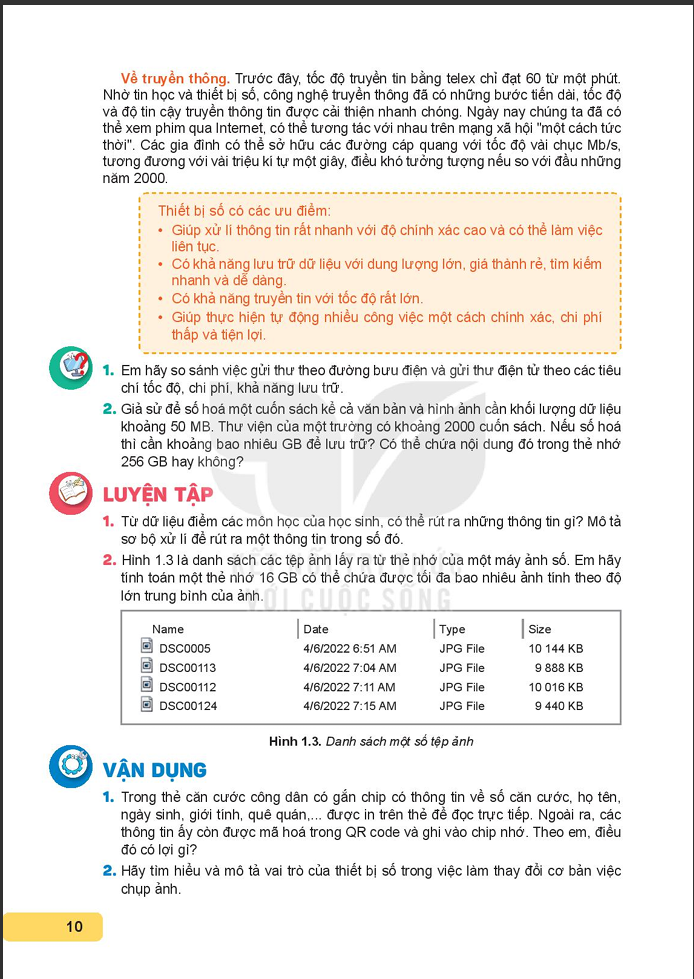 Về truyền thông. Trước đây, tốc độ truyền tin bằng telex chỉ đạt 60 từ một phút.
Nhờ tin học và thiết bị số, công nghệ truyền thông đã có những bước tiến dài, tốc độ
và độ tin cậy truyền thông tin được cải thiện nhanh chóng. Ngày nay chúng ta đã có
thể xem phim qua Internet, có thể tương tác với nhau trên mạng xã hội "một cách tức
thời". Các gia đình có thể sở hữu các đường cáp quang với tốc độ vài chục Mb/s,
tương đương với vài triệu kí tự một giây, điều khó tưởng tượng nếu so với đầu những
năm 2000.
Thiết bị số có các ưu điểm:
• Giúp xử lí thông tin rất nhanh với độ chính xác cao và có thể làm việc
liên tục.
• Có khả năng lưu trữ dữ liệu với dung lượng lớn, giá thành rẻ, tìm kiếm
nhanh và dễ dàng.
• Có khả năng truyền tin với tốc độ rất lớn.
• Giúp thực hiện tự động nhiều công việc một cách chính xác, chi phí
thấp và tiện lợi.
1. Em hãy so sánh việc gửi thư theo đường bưu điện và gửi thư điện tử theo các tiêu
chí tốc độ, chi phí, khả năng lưu trữ.
2. Giả sử để số hoá một cuốn sách kể cả văn bản và hình ảnh cần khối lượng dữ liệu
khoảng 50 MB. Thư viện của một trường có khoảng 2000 cuốn sách. Nếu số hoá
thì cần khoảng bao nhiêu GB để lưu trữ? Có thể chứa nội dung đó trong thẻ nhớ
256 GB hay không?
LUYỆN TẬP
1. Từ dữ liệu điểm các môn học của học sinh, có thể rút ra những thông tin gì? Mô tả
sơ bộ xử lí để rút ra một thông tin trong số đó.
2. Hình 1.3 là danh sách các tệp ảnh lấy ra từ thẻ nhớ của một máy ảnh số. Em hãy
tính toán một thẻ nhớ 16 GB có thể chứa được tối đa bao nhiêu ảnh tính theo độ
lớn trung bình của ảnh.
KẾT NỐI TRI THỨC
VỚI CUỘC SỐNG
Name Date Type Size
DSC0005 4/6/2022 6:51 AM JPG File 10 144 KB
DSC00113 4/6/2022 7:04 AM JPG File 9 888 KB
DSC00112 4/6/2022 7:11 AM JPG File 10 016 KB
DSC00124 4/6/2022 7:15 AM JPG File 9 440 KB
Hình 1.3. Danh sách một số tệp ảnh
VẬN DỤNG
1. Trong thẻ căn cước công dân có gắn chip có thông tin về số căn cước, họ tên,
ngày sinh, giới tính, quê quán,... được in trên thẻ để đọc trực tiếp. Ngoài ra, các
thông tin ấy còn được mã hoá trong QR code và ghi vào chip nhớ. Theo em, điều
đó có lợi gì?
2. Hãy tìm hiểu và mô tả vai trò của thiết bị số trong việc làm thay đổi cơ bản việc
chụp ảnh.
10